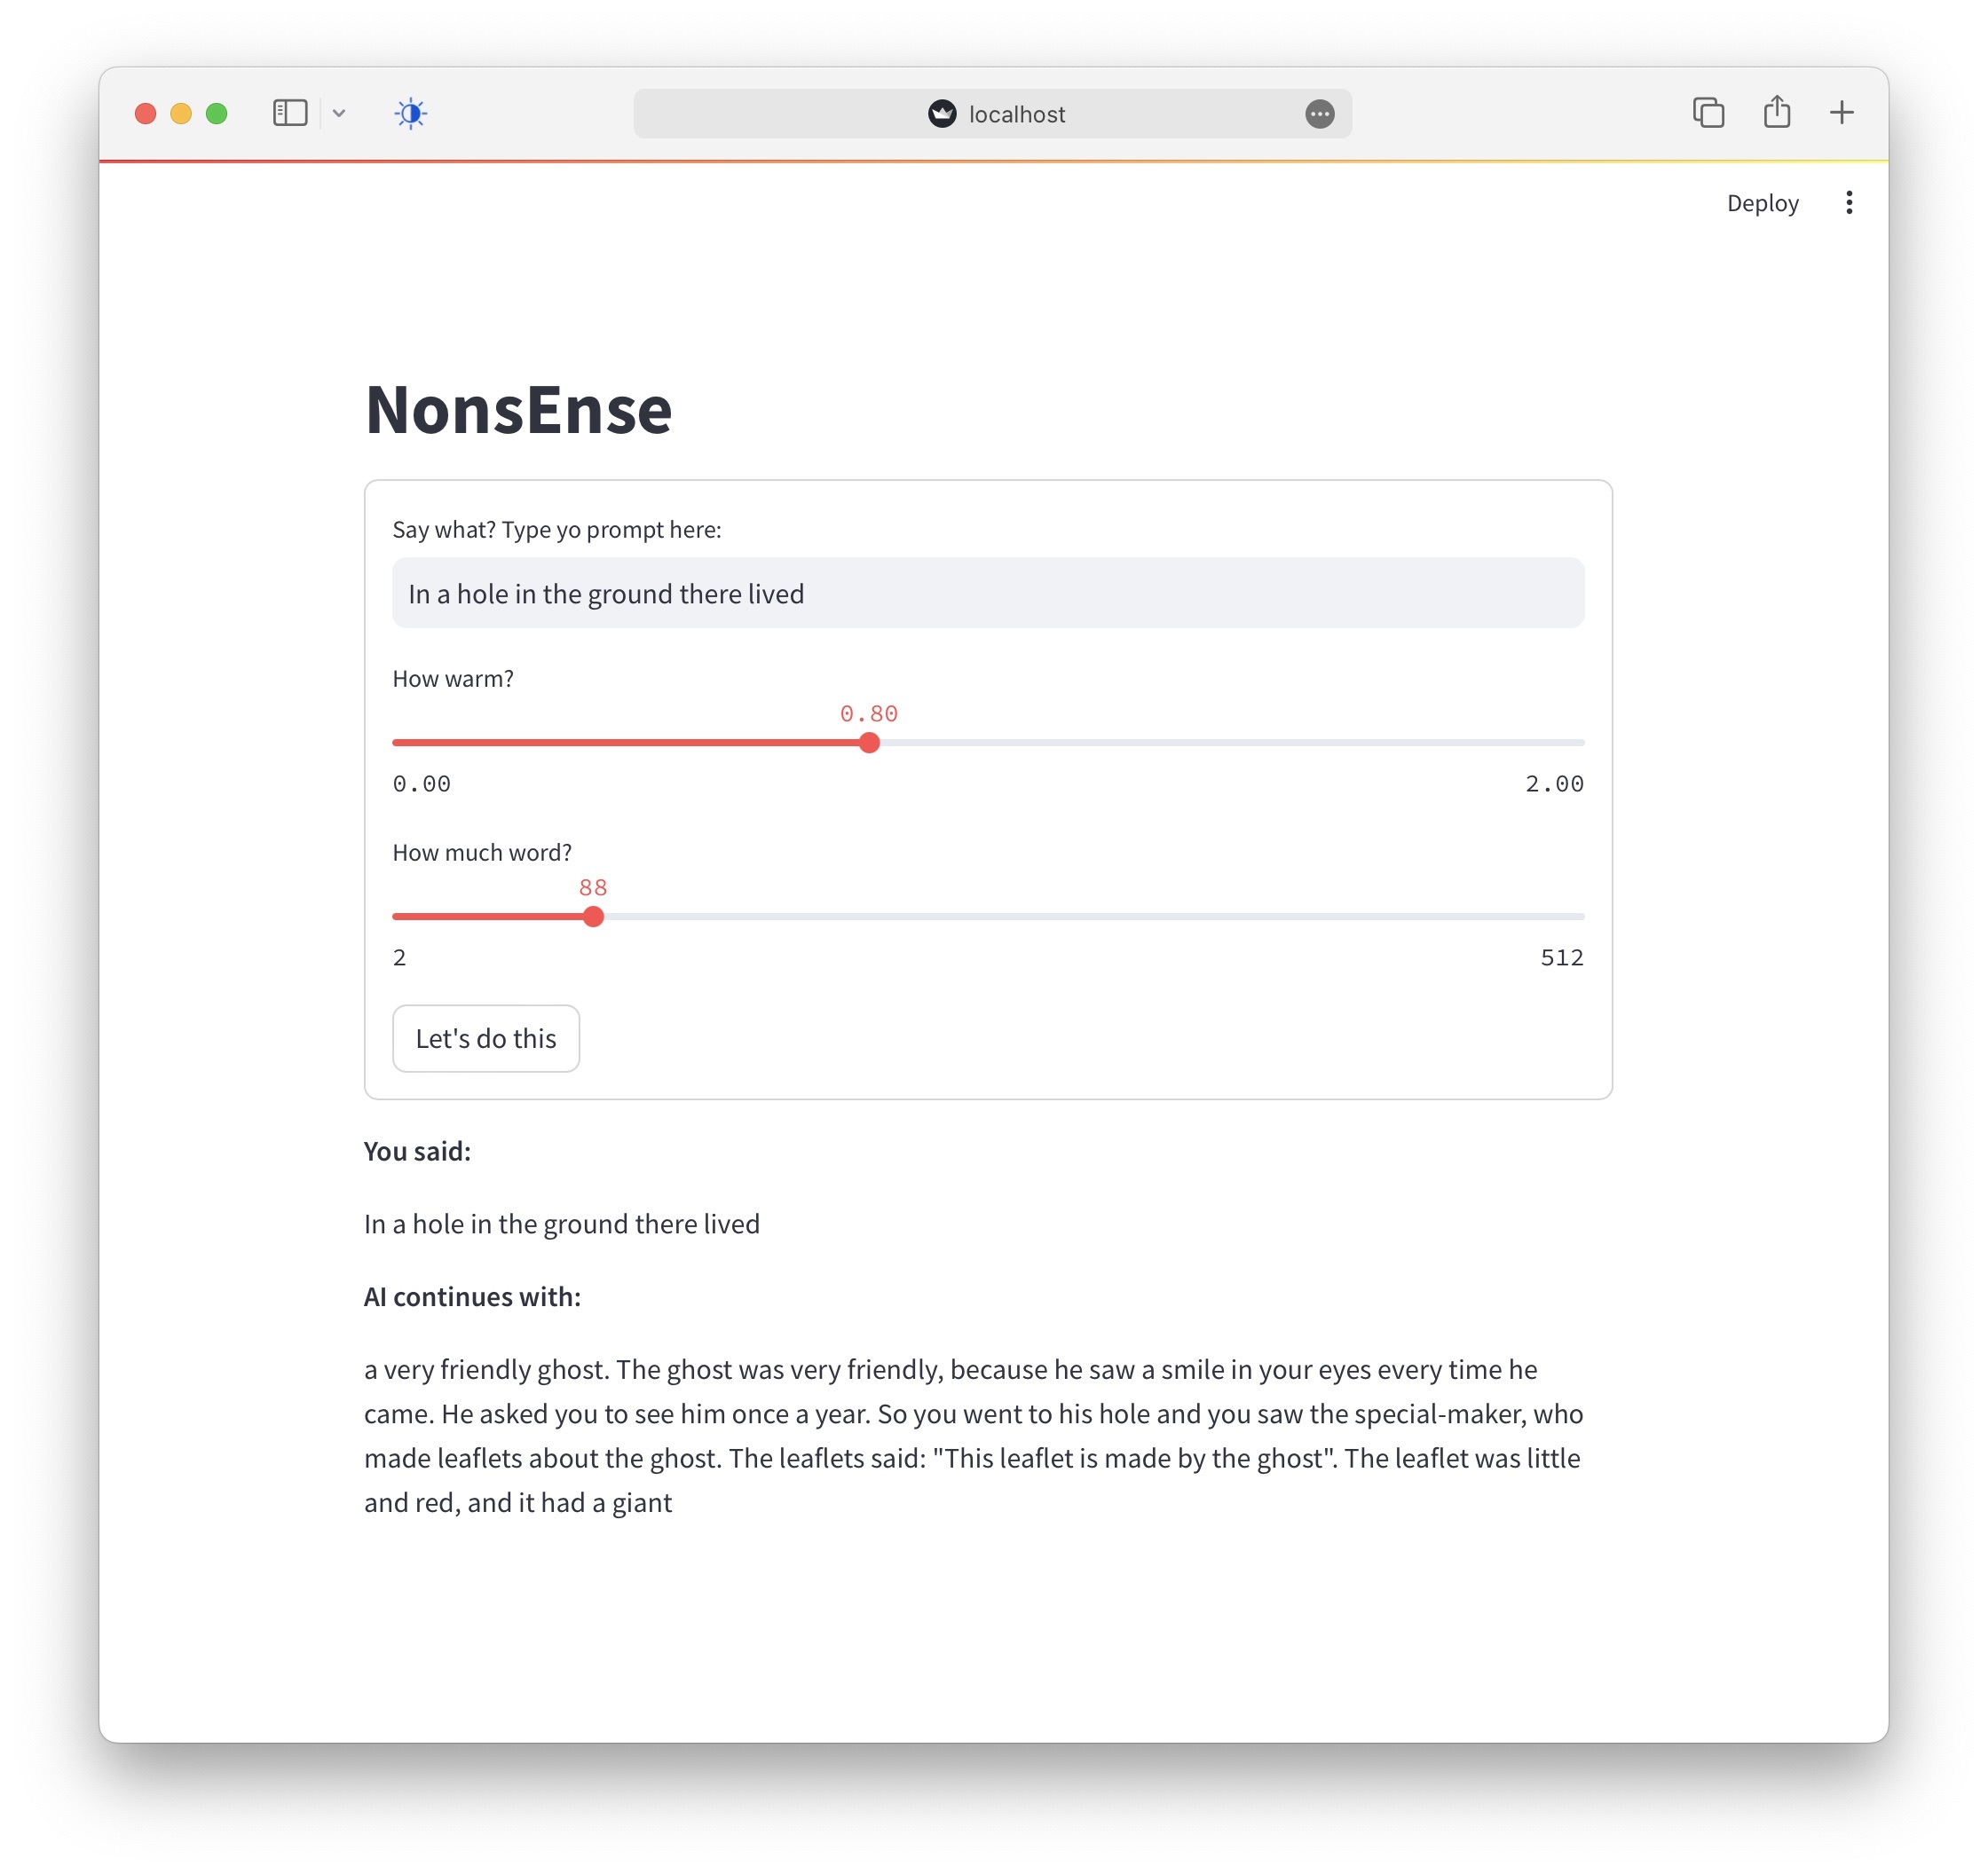 localhost
Deploy
NonsEnse
Say what? Type yo prompt here:
In a hole in the ground there lived
How warm?
0.80
0.00 2.00
How much word?
88
2 512
Let's do this
You said:
In a hole in the ground there lived
AI continues with:
a very friendly ghost. The ghost was very friendly, because he saw a smile in your eyes every time he
came. He asked you to see him once a year. So you went to his hole and you saw the special-maker, who
made leaflets about the ghost. The leaflets said: "This leaflet is made by the ghost". The leaflet was little
and red, and it had a giant